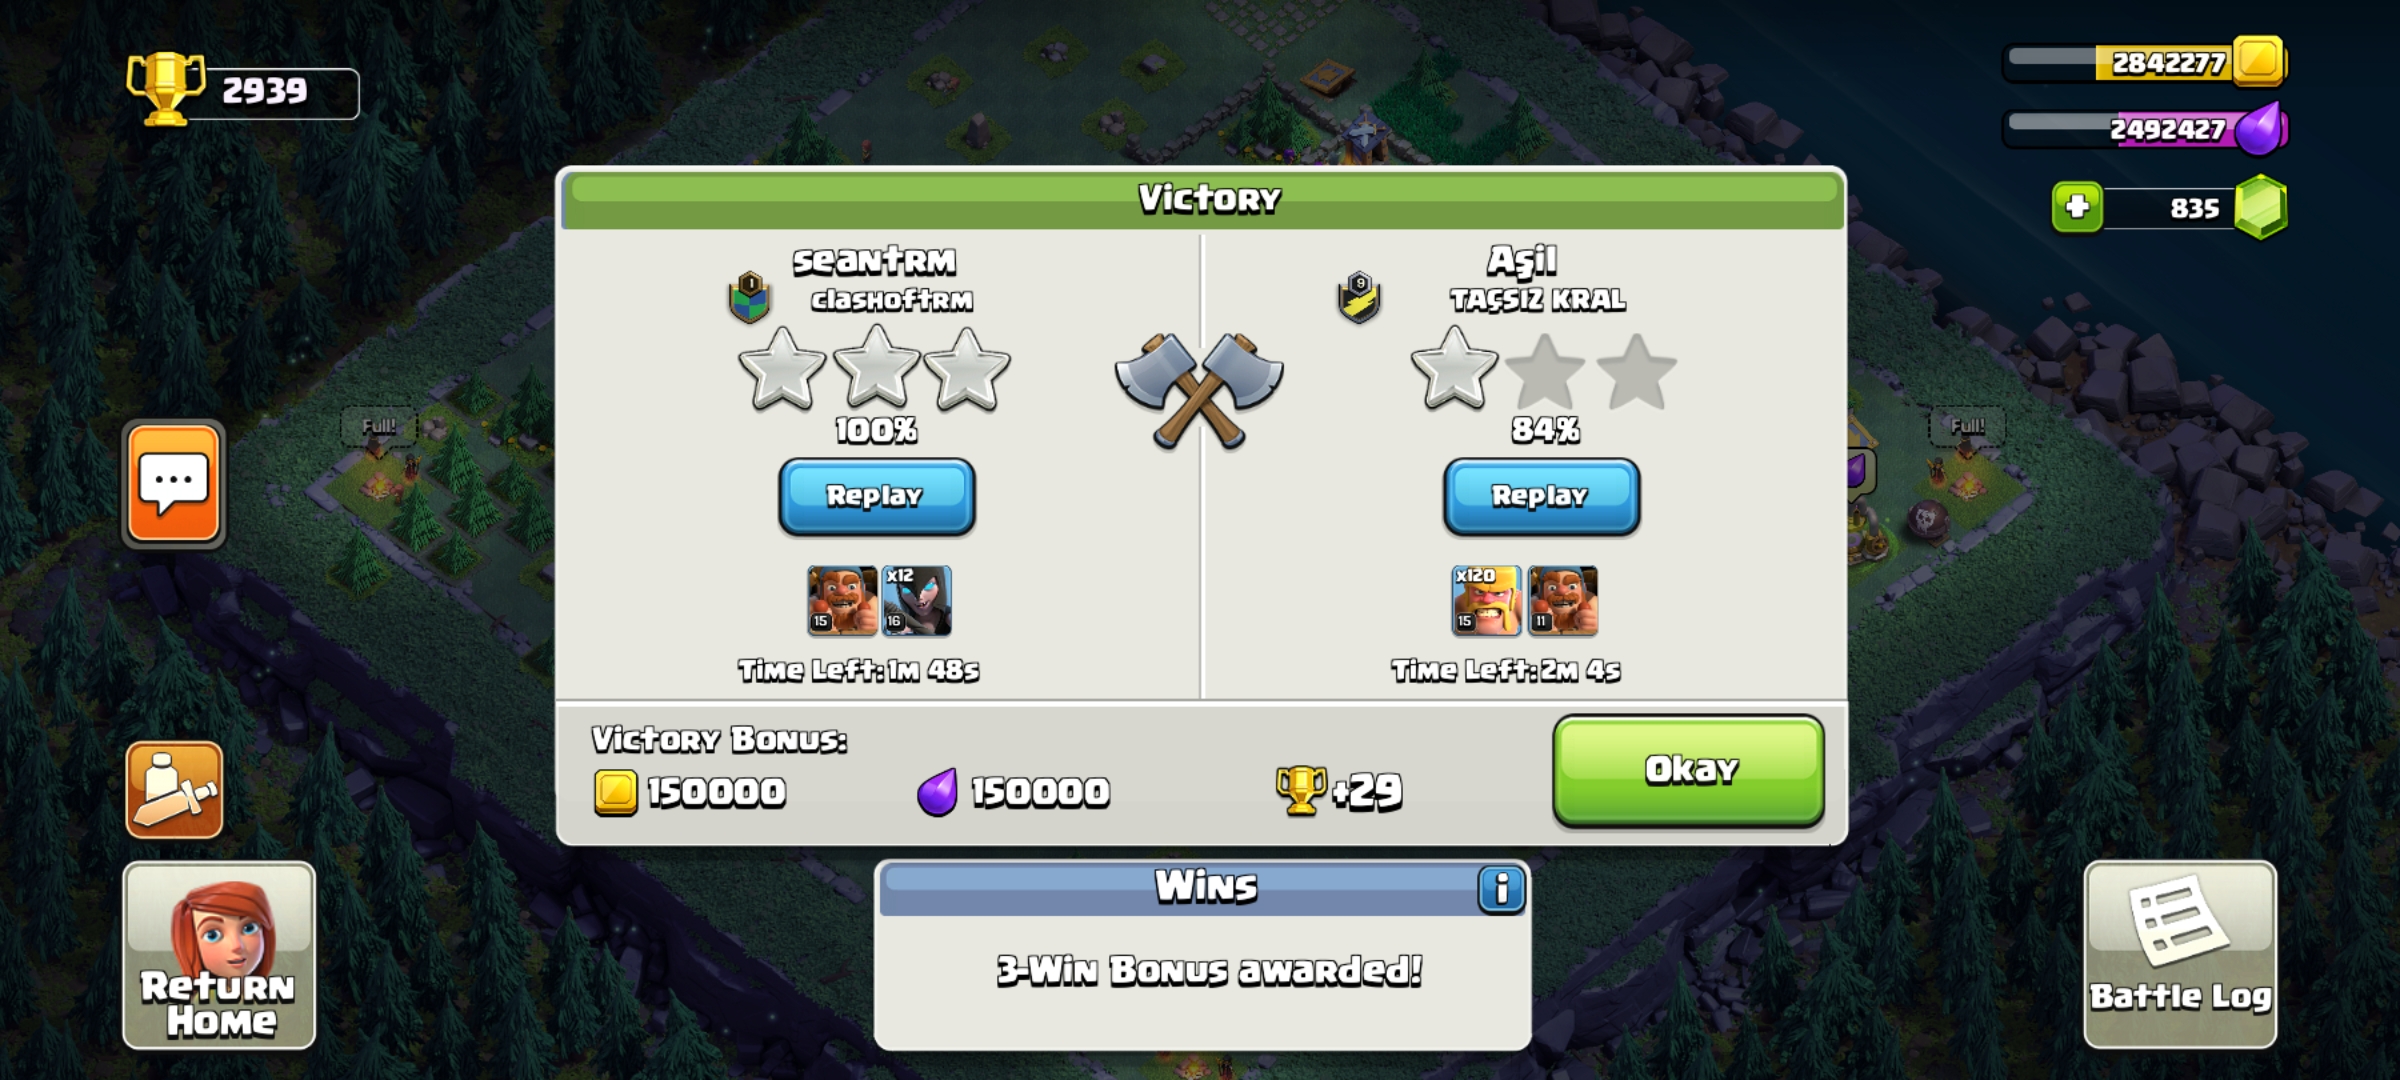 2939
2842277
2492427
835
Victory
seantrm
clashoftrm
1
100%
Replay
15
x12
16
Time Left:1m 48s
Aşil
TAÇSIZ KRAL
9
84%
Replay
x120
15
11
Time Left:2m 4s
Full!
Full!
Victory Bonus:
150000
150000
+29
Okay
Wins
i
3-Win Bonus awarded!
Return
Home
Battle Log